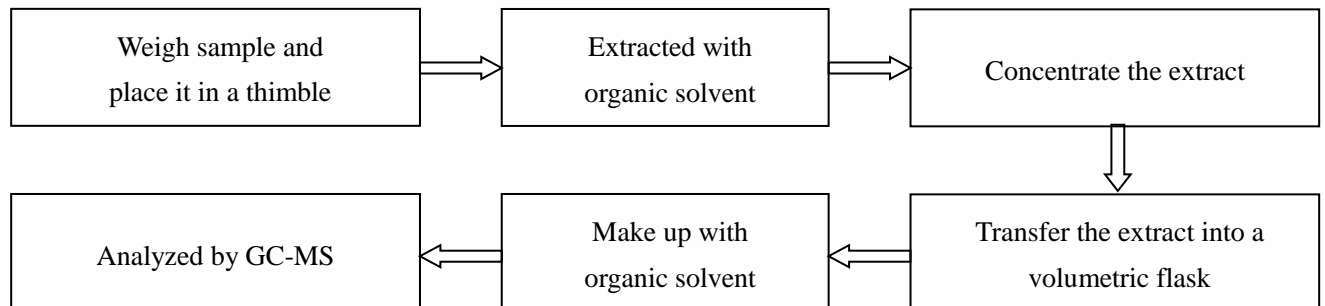 Weigh sample and
place it in a thimble
Extracted with
organic solvent
Concentrate the extract
Transfer the extract into a
volumetric flask
Make up with
organic solvent
Analyzed by GC-MS